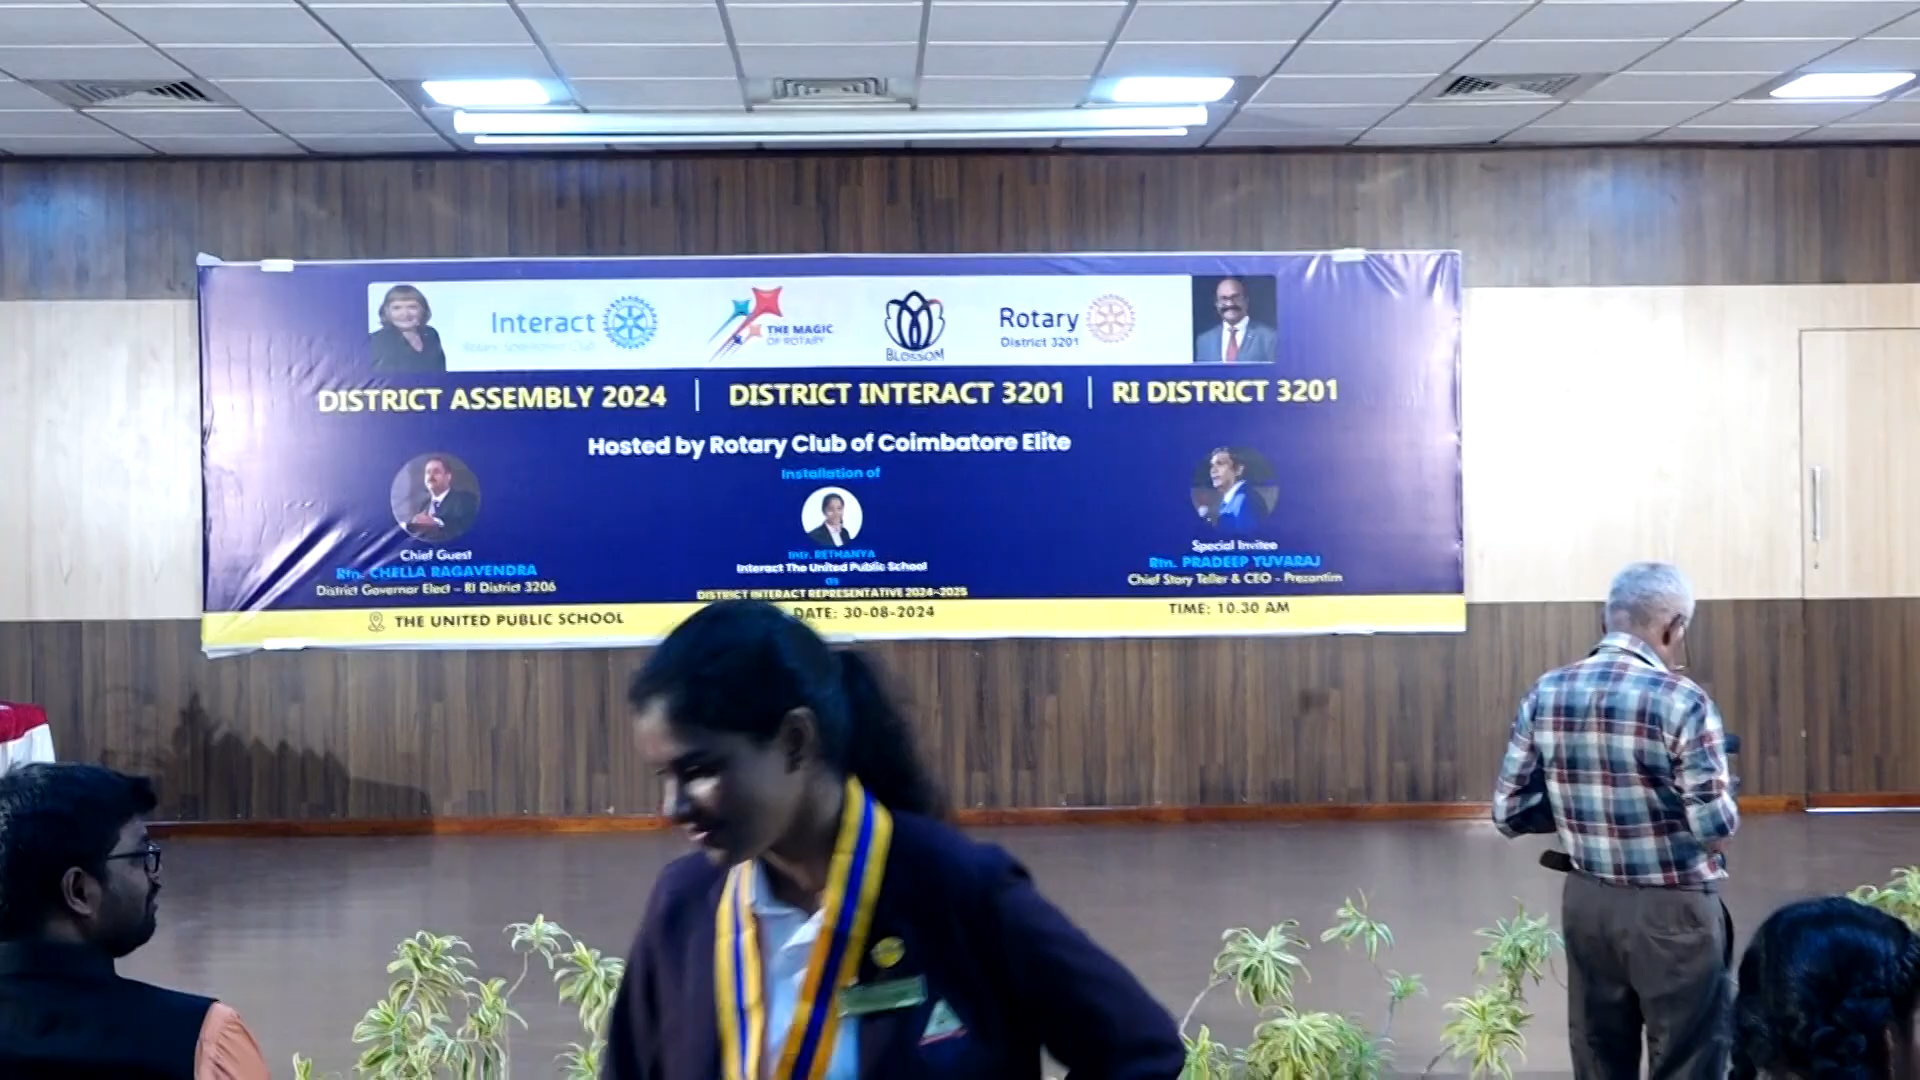 Interact
THE MAGIC
OF ROTARY
BLOSSOM
Rotary
District 3201
DISTRICT ASSEMBLY 2024 | DISTRICT INTERACT 3201 | RI DISTRICT 3201
Hosted by Rotary Club of Coimbatore Elite
Installation of
Chief Guest
Rtn. CHELLA RAGAVENDRA
District Governor Elect - RI District 3206
Intr. RETHANYA
Interact The United Public School
as
DISTRICT INTERACT REPRESENTATIVE 2024-2025
Special Invitee
Rtn. PRADEEP YUVARAJ
Chief Story Teller & CEO - Prezantim
THE UNITED PUBLIC SCHOOL
DATE: 30-08-2024
TIME: 10.30 AM